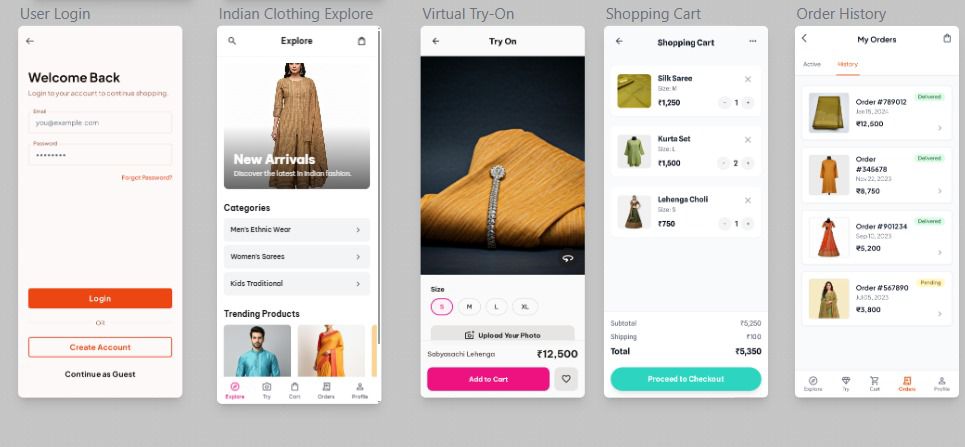 User Login
Welcome Back
Login to your account to continue shopping.
Email
you@example.com
Password
••••••••
Forgot Password?
Login
OR
Create Account
Continue as Guest
Indian Clothing Explore
Explore
New Arrivals
Discover the latest in Indian fashion.
Categories
Men's Ethnic Wear
Women's Sarees
Kids Traditional
Trending Products
Explore
Try
Cart
Orders
Profile
Virtual Try-On
Try On
Size
S M L XL
Upload Your Photo
Sabyasachi Lehenga ₹12,500
Add to Cart
Shopping Cart
Shopping Cart
Silk Saree
Size: M
₹1,250 - 1 +
Kurta Set
Size: L
₹1,500 - 2 +
Lehenga Choli
Size: S
₹750 - 1 +
Subtotal ₹5,250
Shipping ₹100
Total ₹5,350
Proceed to Checkout
Order History
My Orders
Active History
Order #789012 Delivered
Jan 15, 2024
₹12,500
Order Delivered
#345678
Nov 22, 2023
₹8,750
Order #901234 Delivered
Sep 10, 2023
₹5,200
Order #567890 Pending
Jul 05, 2023
₹3,800
Explore Try Cart Orders Profile